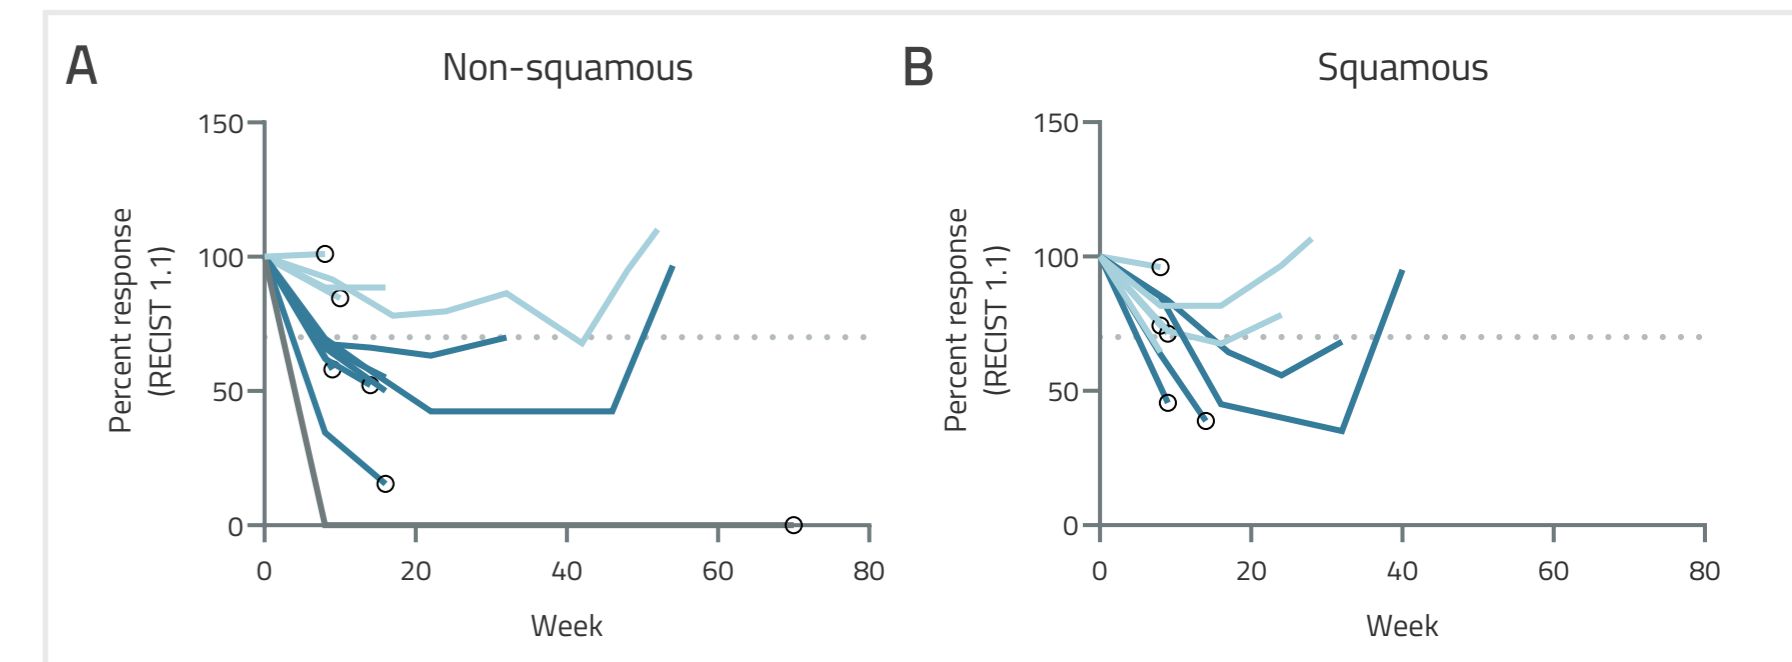 A
Non-squamous
Percent response
(RECIST 1.1)
150
100
50
0
0 20 40 60 80
Week
B
Squamous
Percent response
(RECIST 1.1)
150
100
50
0
0 20 40 60 80
Week